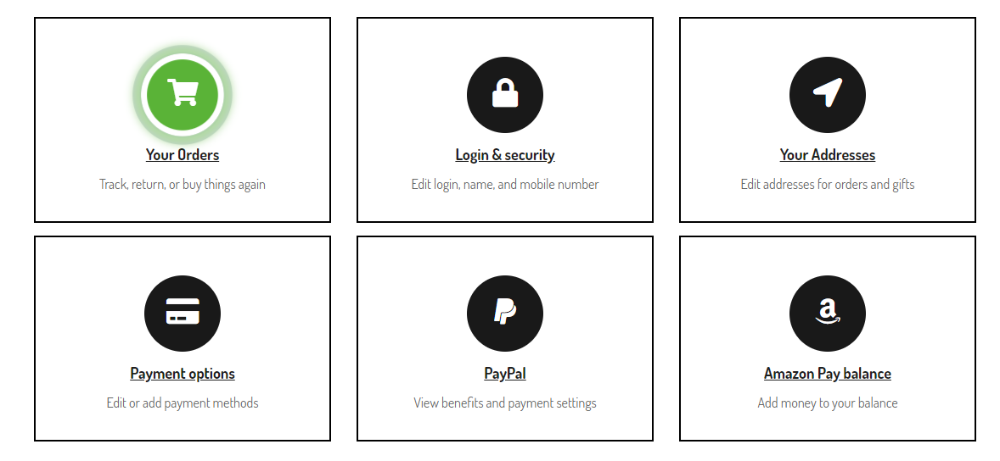 Your Orders
Track, return, or buy things again
Login & security
Edit login, name, and mobile number
Your Addresses
Edit addresses for orders and gifts
Payment options
Edit or add payment methods
PayPal
View benefits and payment settings
Amazon Pay balance
Add money to your balance